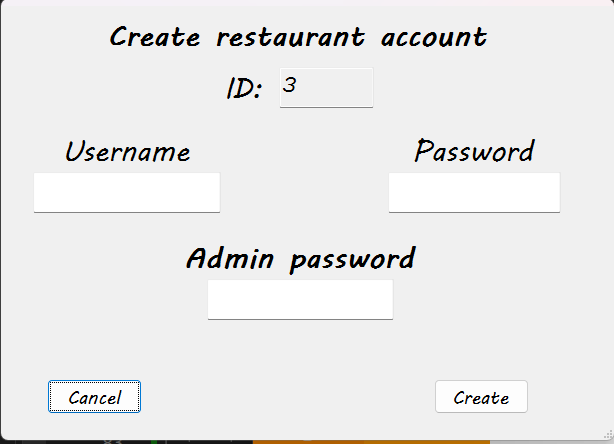 Create restaurant account
ID: 3
Username Password
Admin password
Cancel Create